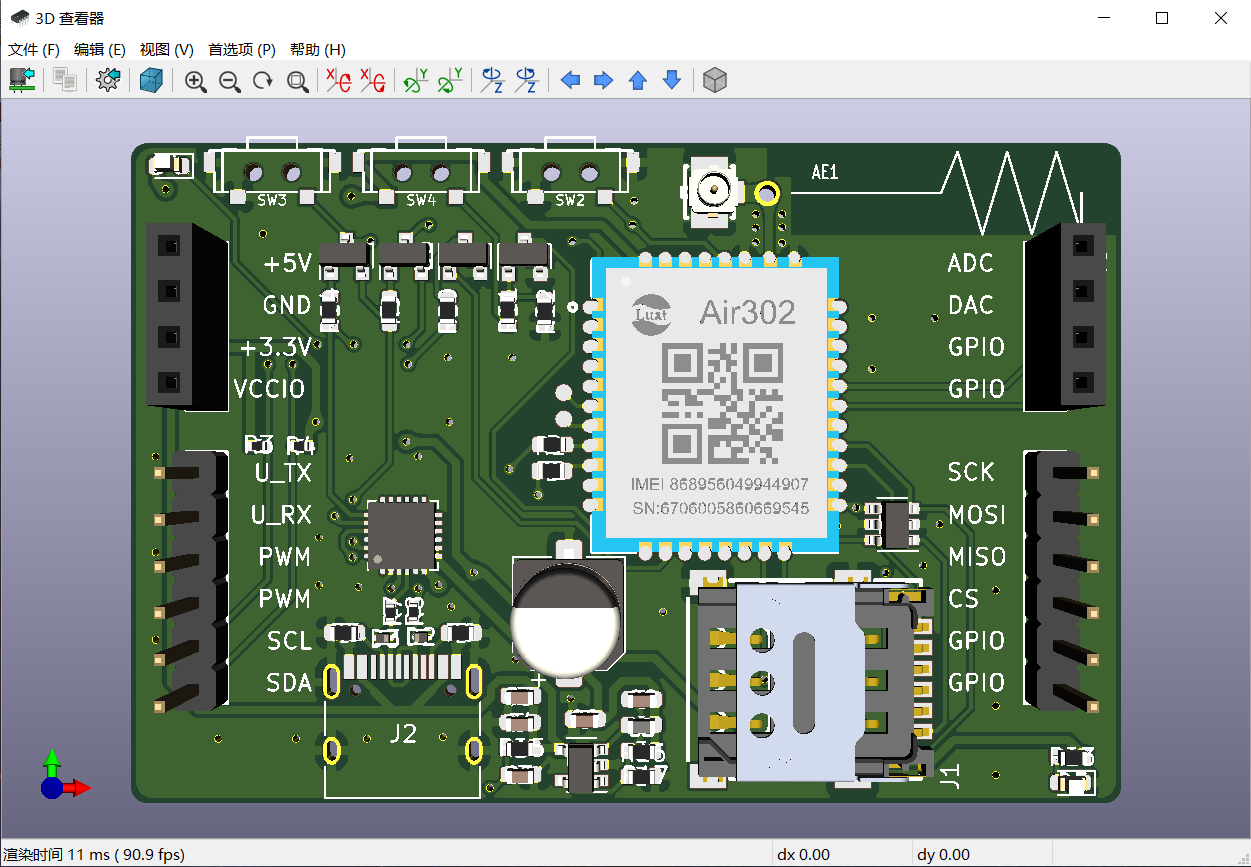 3D 查看器
文件 (F) 编辑 (E) 视图 (V) 首选项 (P) 帮助 (H)
X X Y Y Z Z
SW3 SW4 SW2 AE1
+5V
GND
+3.3V
VCCIO
R3 R4
U_TX
U_RX
PWM
PWM
SCL
SDA
Luat Air302
IMEI 868956049944907
SN:6706005860669545
ADC
DAC
GPIO
GPIO
SCK
MOSI
MISO
CS
GPIO
GPIO
+
J2
J1
渲染时间 11 ms ( 90.9 fps) dx 0.00 dy 0.00